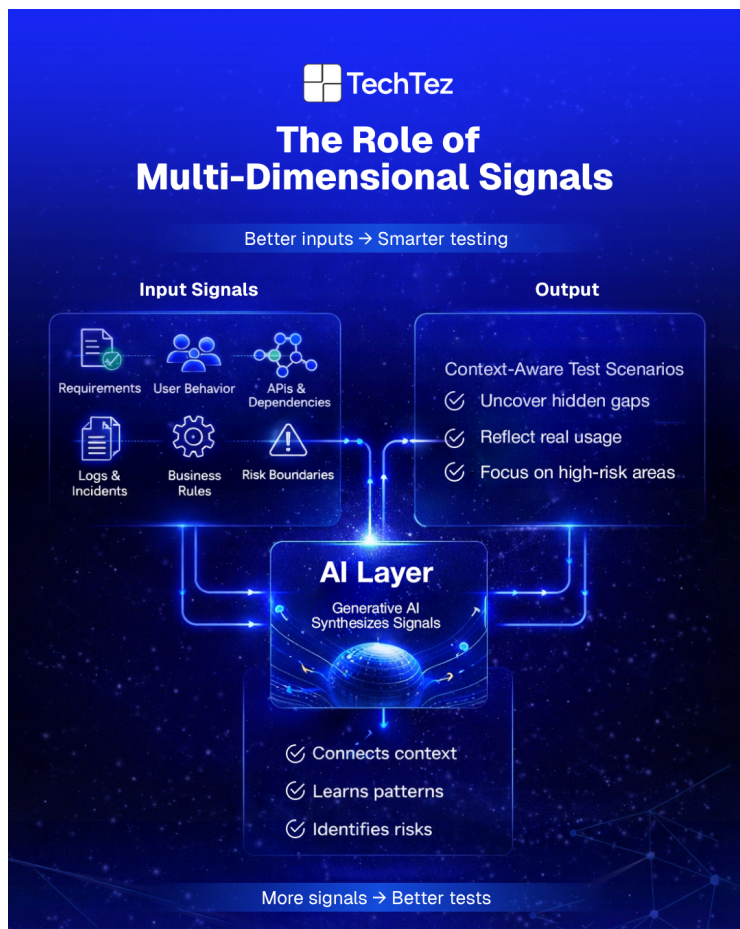 TechTez
The Role of
Multi-Dimensional Signals
Better inputs → Smarter testing
Input Signals
Requirements
User Behavior
APIs &
Dependencies
Logs &
Incidents
Business
Rules
Risk Boundaries
Output
Context-Aware Test Scenarios
Uncover hidden gaps
Reflect real usage
Focus on high-risk areas
AI Layer
Generative AI
Synthesizes Signals
Connects context
Learns patterns
Identifies risks
More signals → Better tests